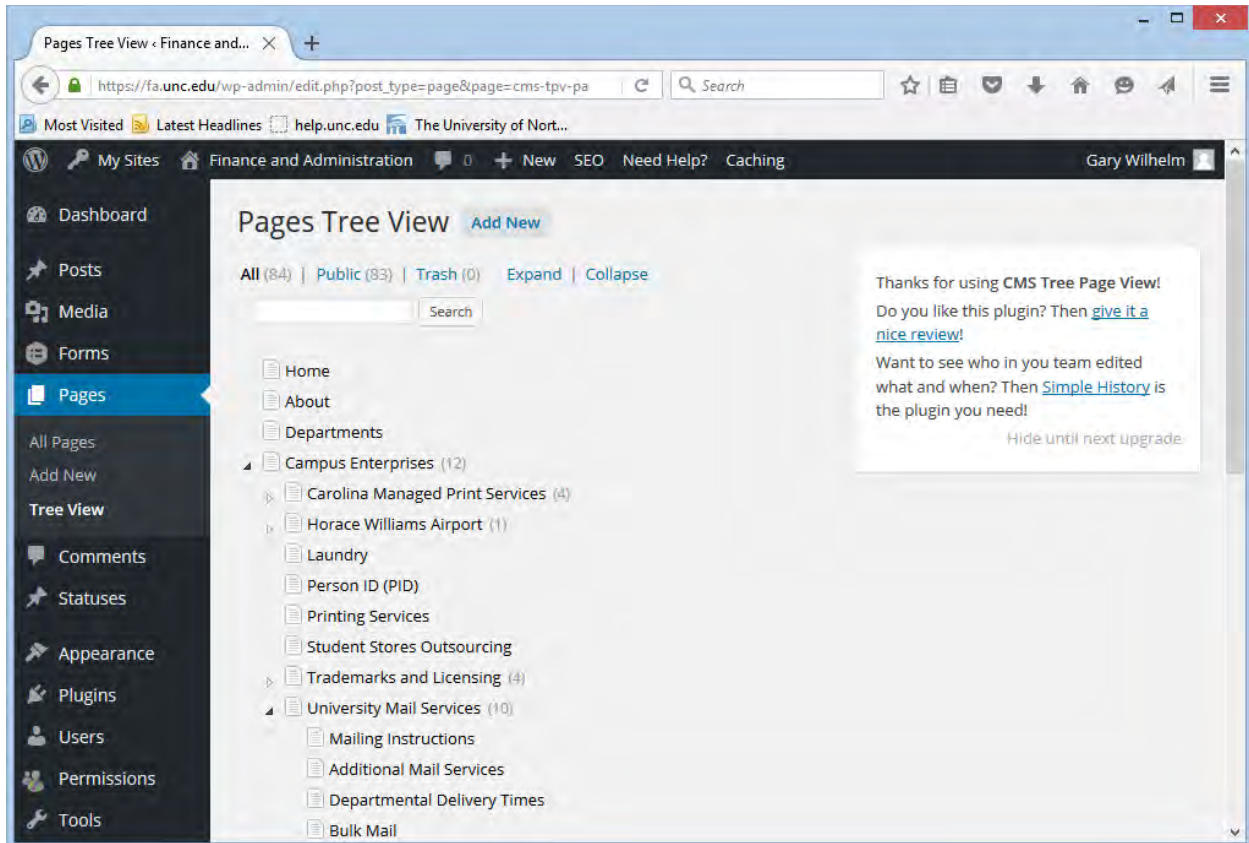 Pages Tree View ‹ Finance and...
https://fa.unc.edu/wp-admin/edit.php?post_type=page&page=cms-tpv-pa
Search
Most Visited Latest Headlines help.unc.edu The University of Nort...
My Sites Finance and Administration 0 New SEO Need Help? Caching Gary Wilhelm
Dashboard
Posts
Media
Forms
Pages
All Pages
Add New
Tree View
Comments
Statuses
Appearance
Plugins
Users
Permissions
Tools
Pages Tree View Add New
All (84) | Public (83) | Trash (0) Expand | Collapse
Search
Home
About
Departments
Campus Enterprises (12)
Carolina Managed Print Services (4)
Horace Williams Airport (1)
Laundry
Person ID (PID)
Printing Services
Student Stores Outsourcing
Trademarks and Licensing (4)
University Mail Services (10)
Mailing Instructions
Additional Mail Services
Departmental Delivery Times
Bulk Mail
Thanks for using CMS Tree Page View!
Do you like this plugin? Then give it a
nice review!
Want to see who in you team edited
what and when? Then Simple History is
the plugin you need!
Hide until next upgrade